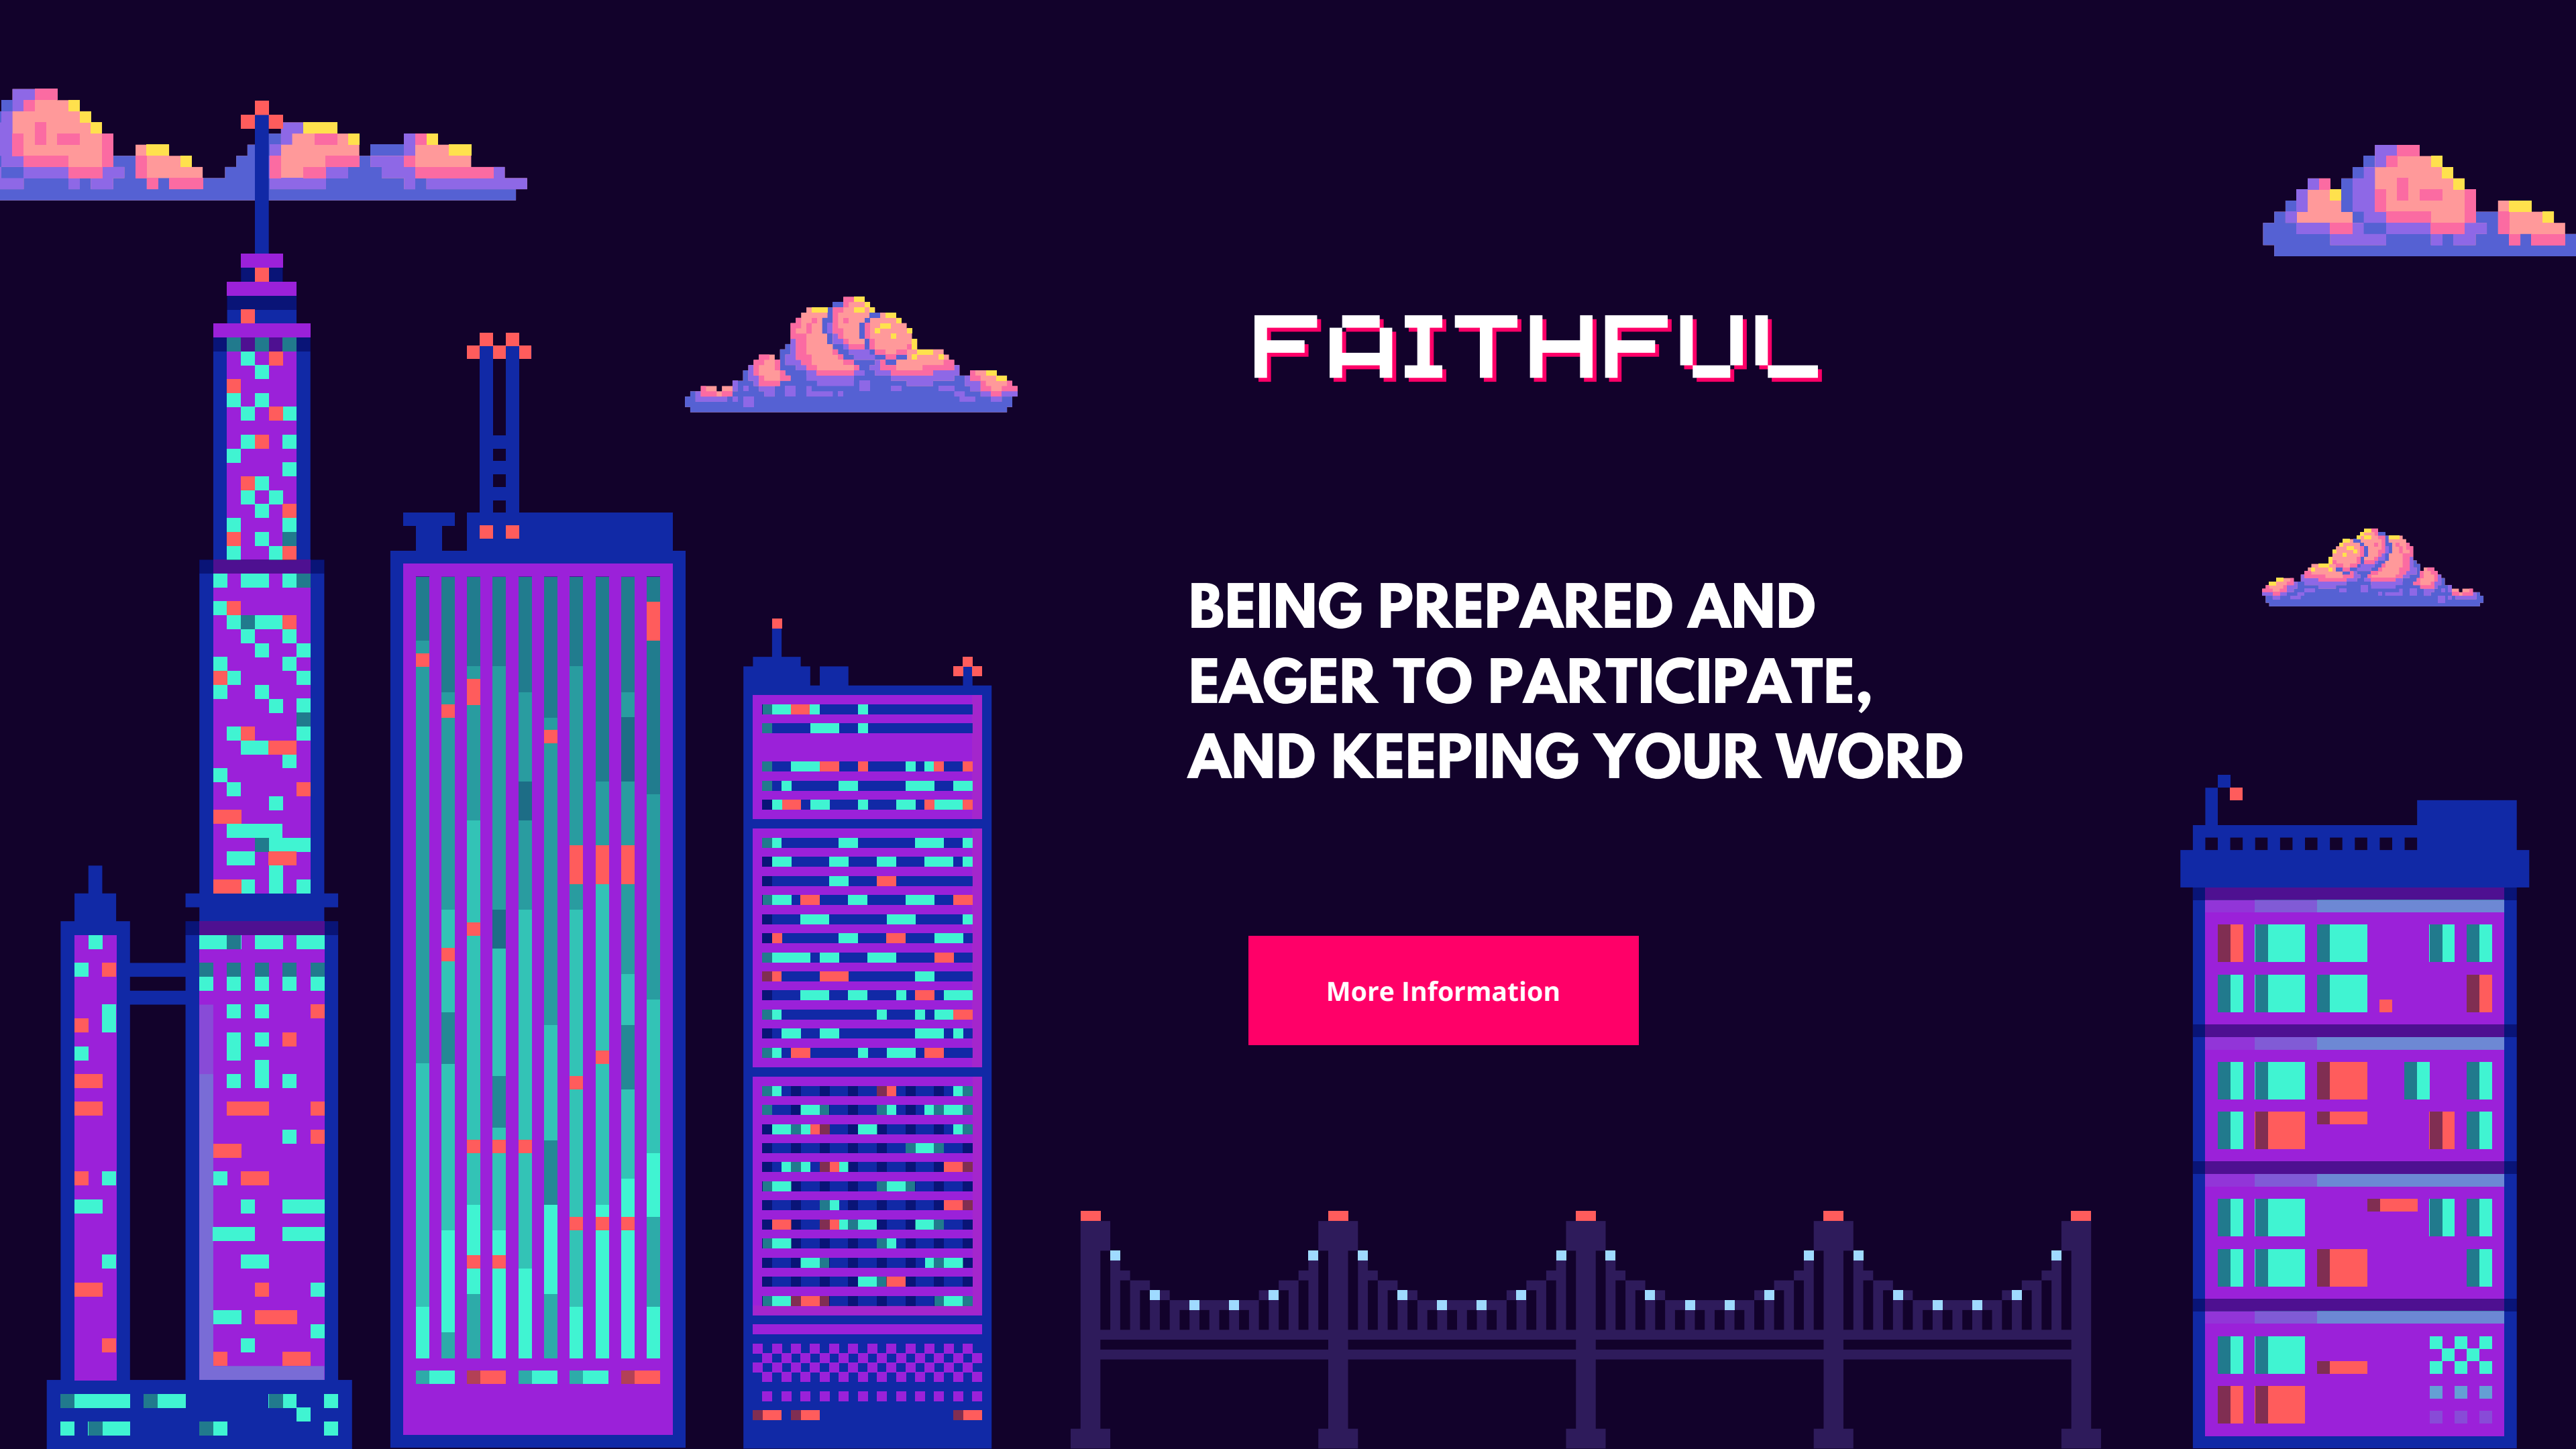 FAITHFUL
BEING PREPARED AND
EAGER TO PARTICIPATE,
AND KEEPING YOUR WORD
More Information